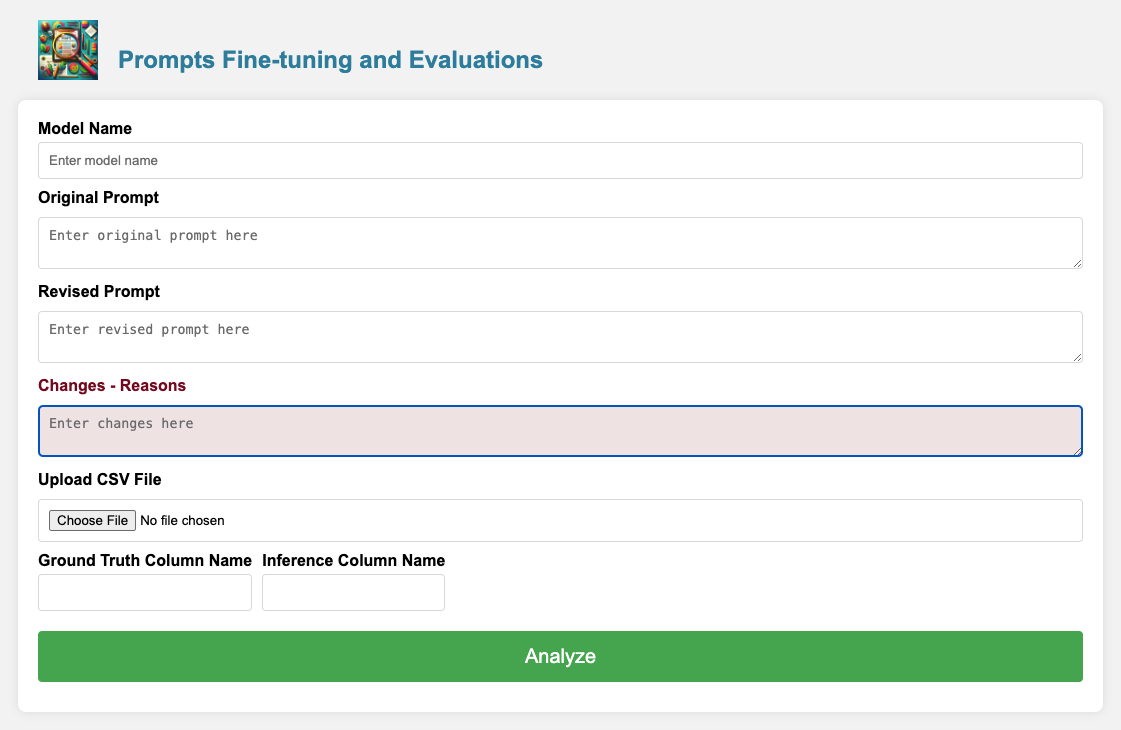 Prompts Fine-tuning and Evaluations
Model Name
Enter model name
Original Prompt
Enter original prompt here
Revised Prompt
Enter revised prompt here
Changes - Reasons
Enter changes here
Upload CSV File
Choose File No file chosen
Ground Truth Column Name Inference Column Name
Analyze